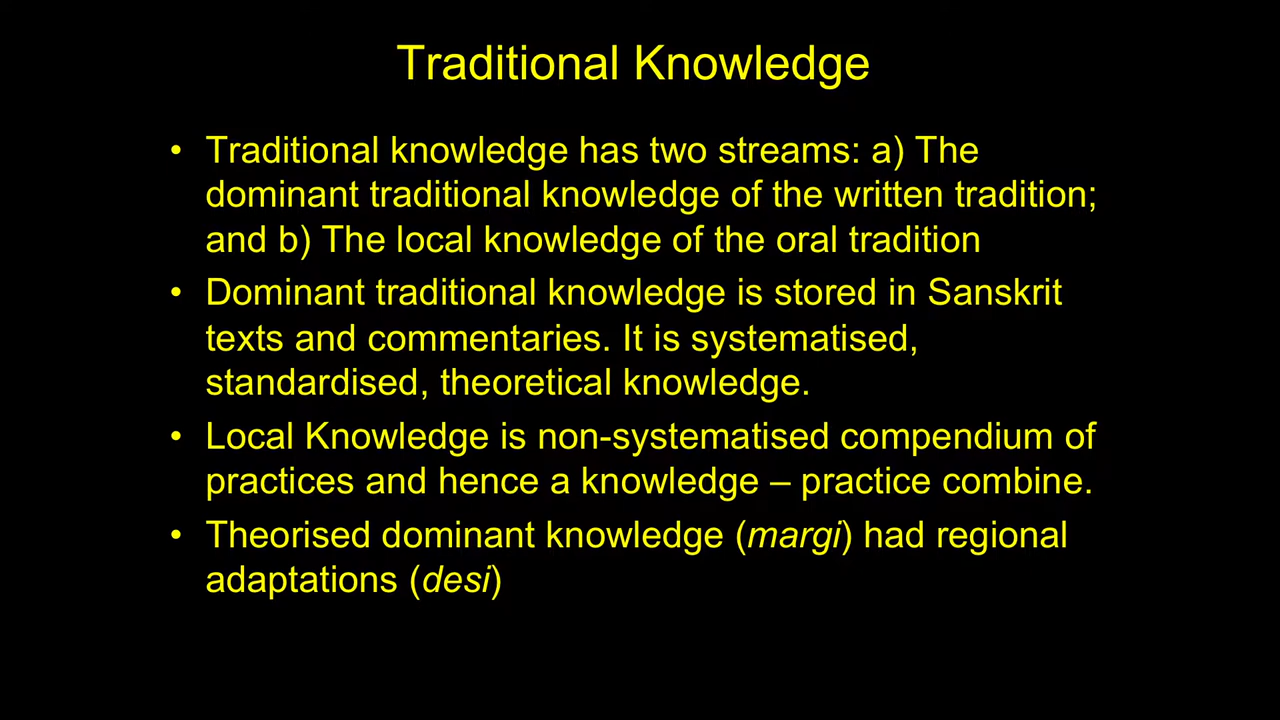 Traditional Knowledge
• Traditional knowledge has two streams: a) The
dominant traditional knowledge of the written tradition;
and b) The local knowledge of the oral tradition
• Dominant traditional knowledge is stored in Sanskrit
texts and commentaries. It is systematised,
standardised, theoretical knowledge.
• Local Knowledge is non-systematised compendium of
practices and hence a knowledge – practice combine.
• Theorised dominant knowledge (margi) had regional
adaptations (desi)